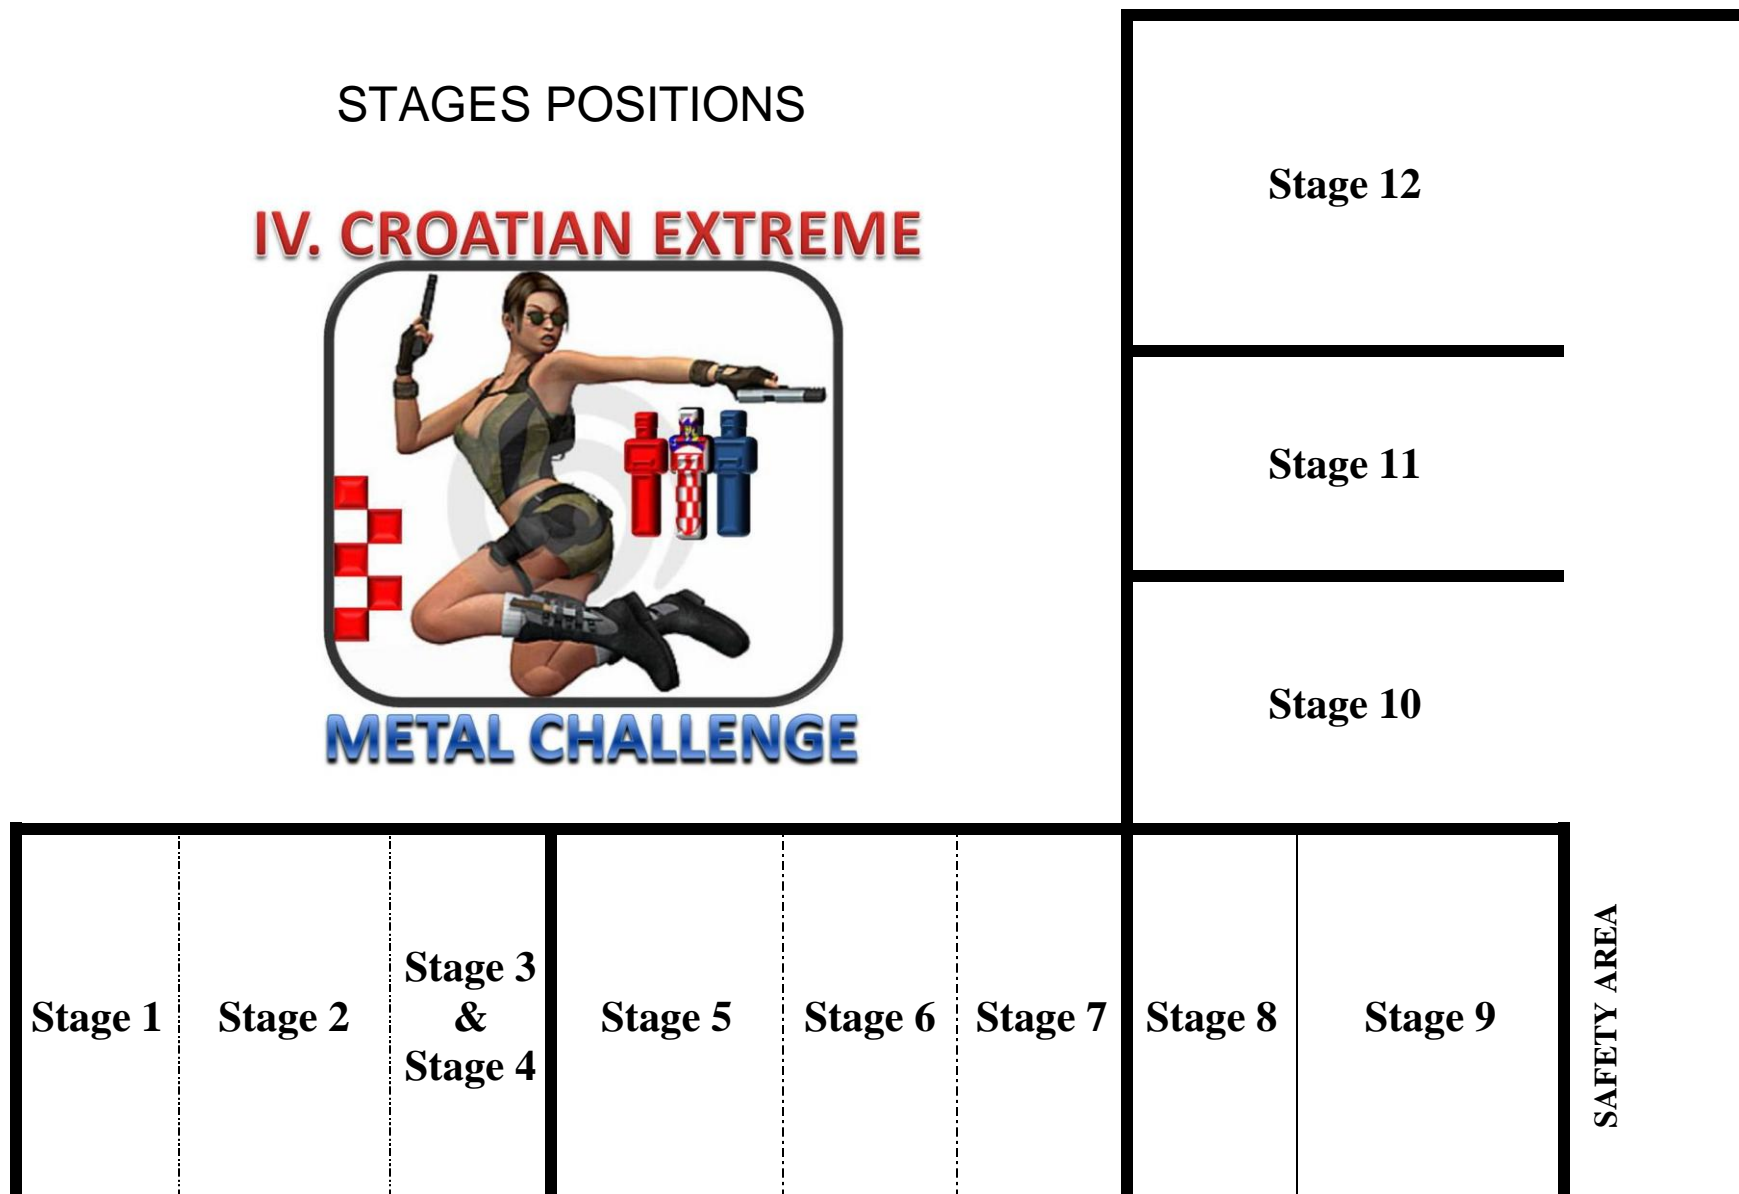 STAGES POSITIONS
IV. CROATIAN EXTREME
METAL CHALLENGE
Stage 12
Stage 11
Stage 10
Stage 1
Stage 2
Stage 3
&
Stage 4
Stage 5
Stage 6
Stage 7
Stage 8
Stage 9
SAFETY AREA